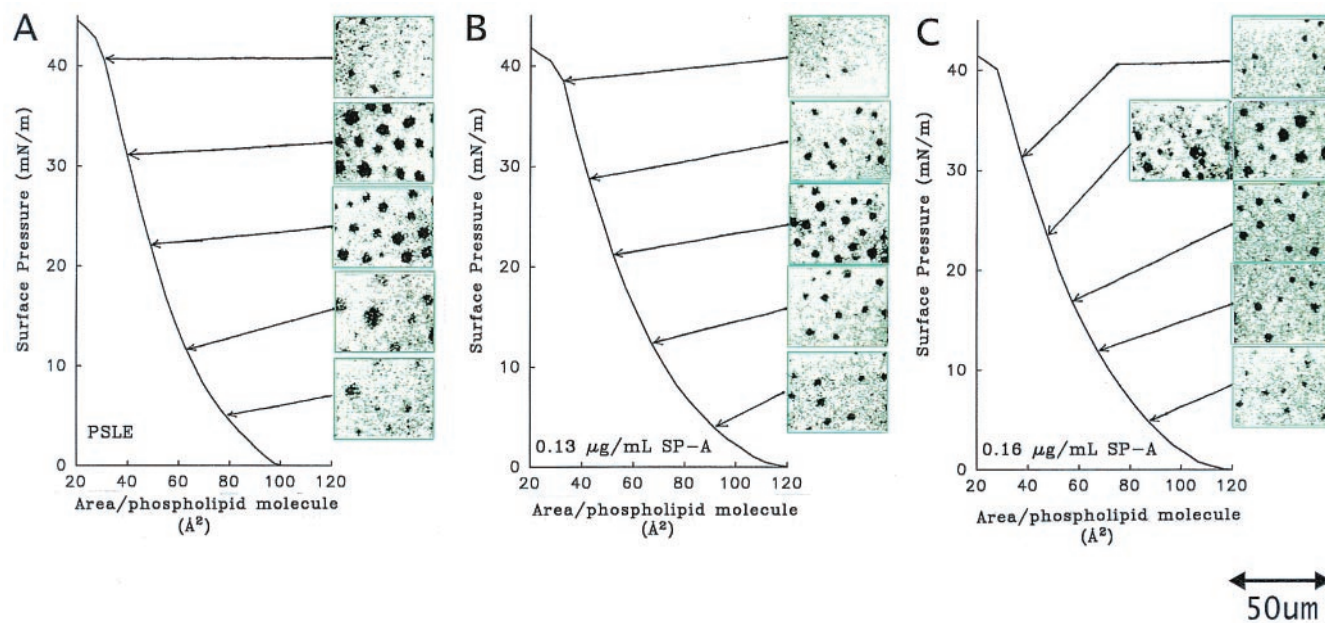 A
B
C
Surface Pressure (mN/m)
40
30
20
10
0
PSLE
20 40 60 80 100 120
Area/phospholipid molecule
(Å²)
Surface Pressure (mN/m)
40
30
20
10
0
0.13 µg/mL SP-A
20 40 60 80 100 120
Area/phospholipid molecule
(Å²)
Surface Pressure (mN/m)
40
30
20
10
0
0.16 µg/mL SP-A
20 40 60 80 100 120
Area/phospholipid molecule
(Å²)
50um